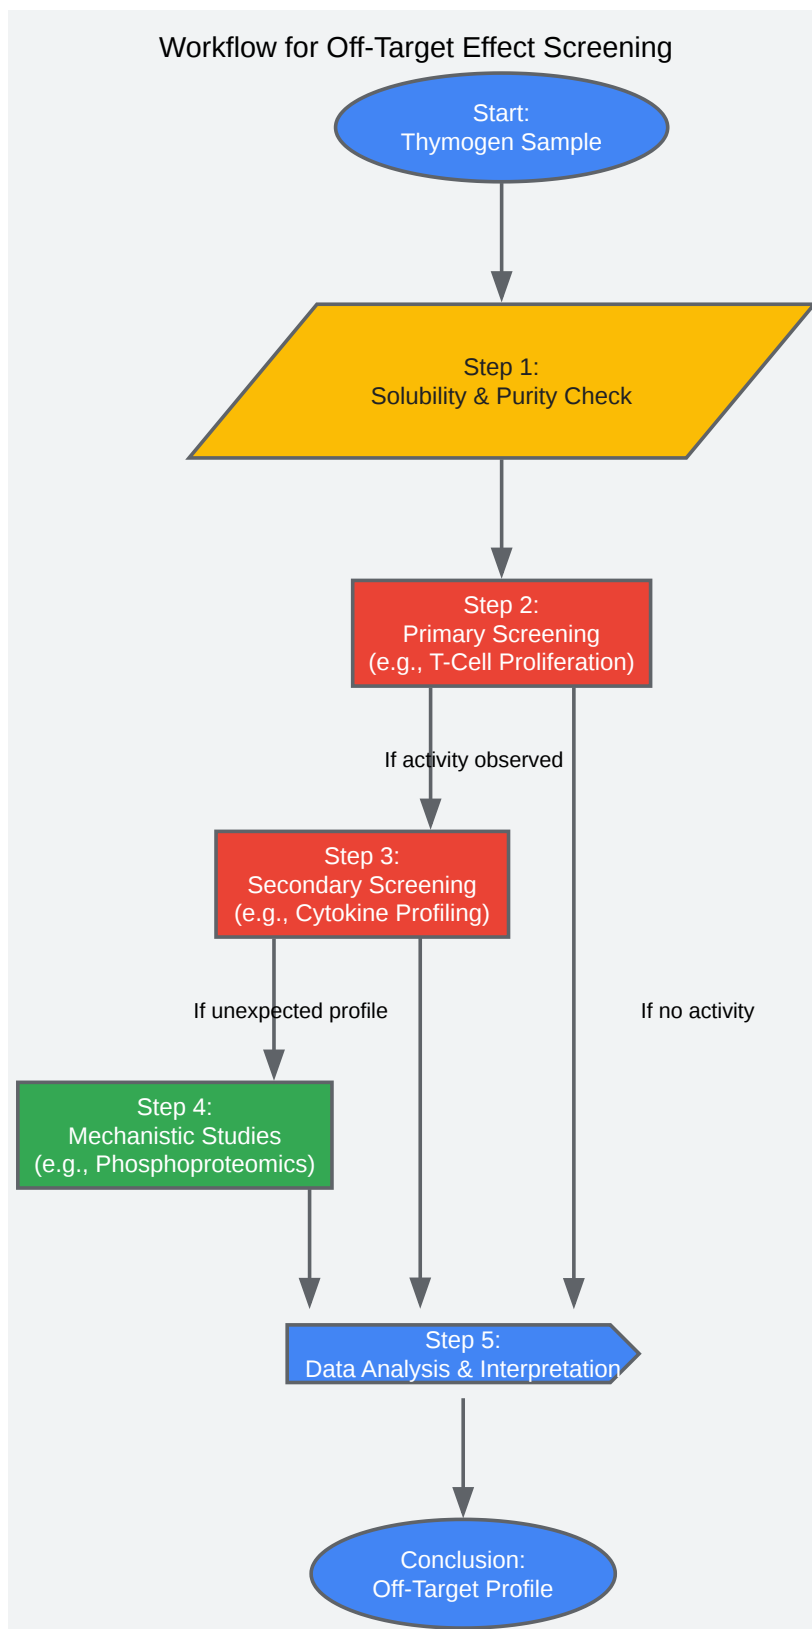 Workflow for Off-Target Effect Screening
Start:
Thymogen Sample
Step 1:
Solubility & Purity Check
Step 2:
Primary Screening
(e.g., T-Cell Proliferation)
If activity observed
Step 3:
Secondary Screening
(e.g., Cytokine Profiling)
If unexpected profile
If no activity
Step 4:
Mechanistic Studies
(e.g., Phosphoproteomics)
Step 5:
Data Analysis & Interpretation
Conclusion:
Off-Target Profile